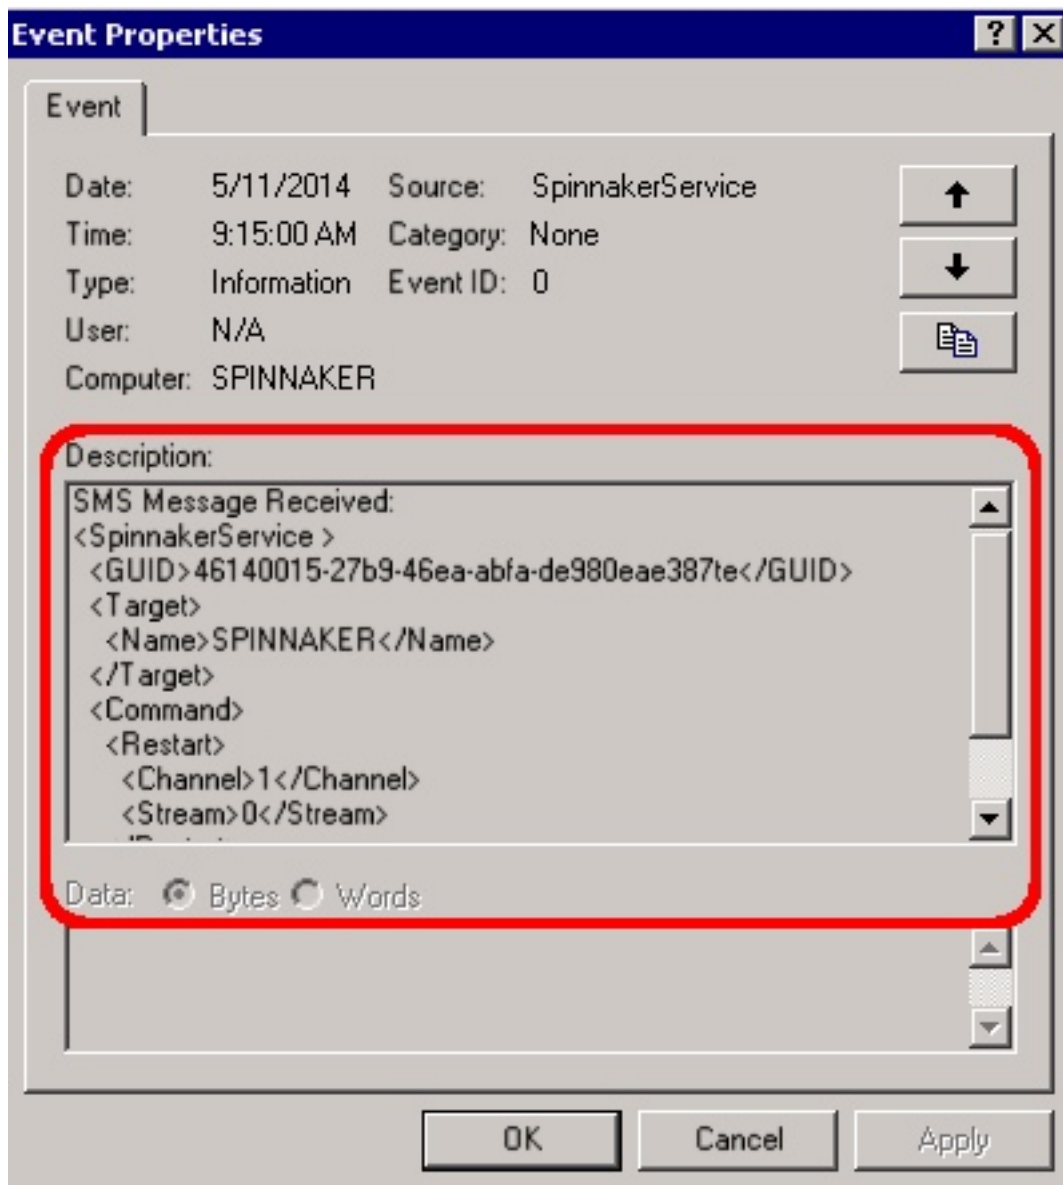 Event Properties
Event
Date: 5/11/2014 Source: SpinnakerService
Time: 9:15:00 AM Category: None
Type: Information Event ID: 0
User: N/A
Computer: SPINNAKER
Description:
SMS Message Received:
<SpinnakerService >
<GUID>46140015-27b9-46ea-abfa-de980eae387te</GUID>
<Target>
<Name>SPINNAKER</Name>
</Target>
<Command>
<Restart>
<Channel>1</Channel>
<Stream>0</Stream>
Data: Bytes Words
OK Cancel Apply